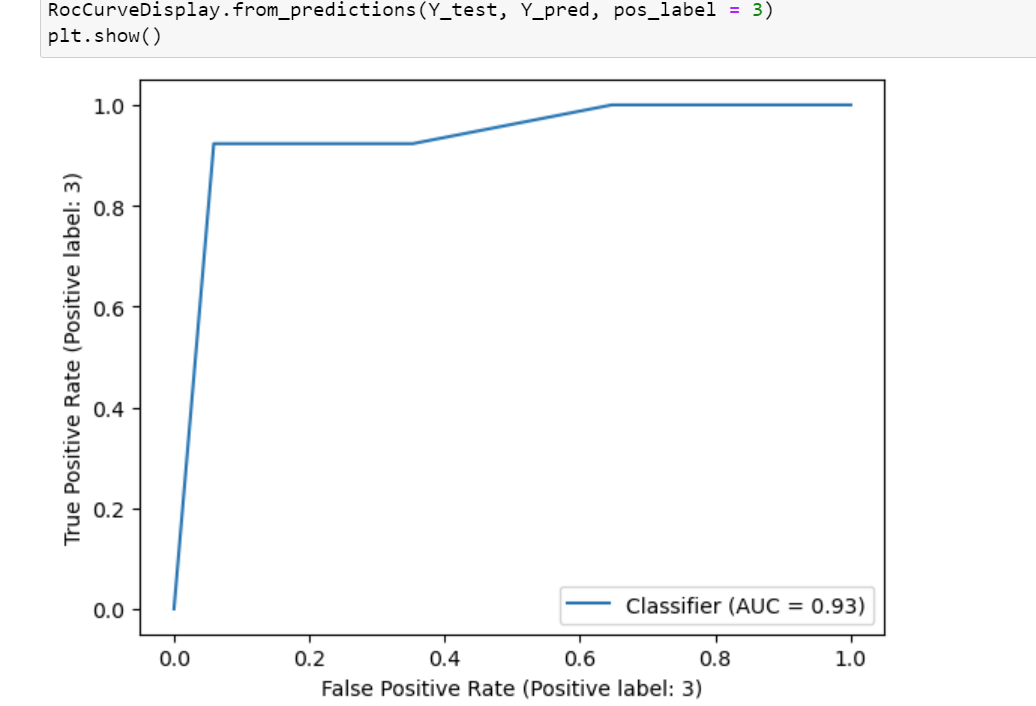 RocCurveDisplay.from_predictions(Y_test, Y_pred, pos_label = 3)
plt.show()
True Positive Rate (Positive label: 3)
1.0
0.8
0.6
0.4
0.2
0.0
Classifier (AUC = 0.93)
0.0 0.2 0.4 0.6 0.8 1.0
False Positive Rate (Positive label: 3)